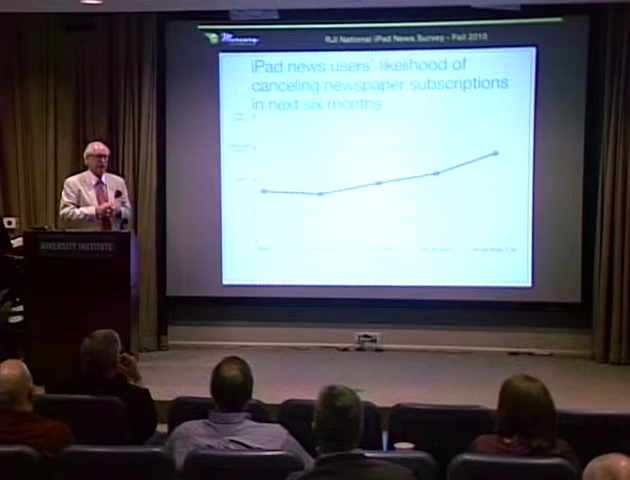 Mercury
RJI National iPad News Survey - Fall 2010
iPad news users' likelihood of
canceling newspaper subscriptions
in next six months
DIVERSITY INSTITUTE